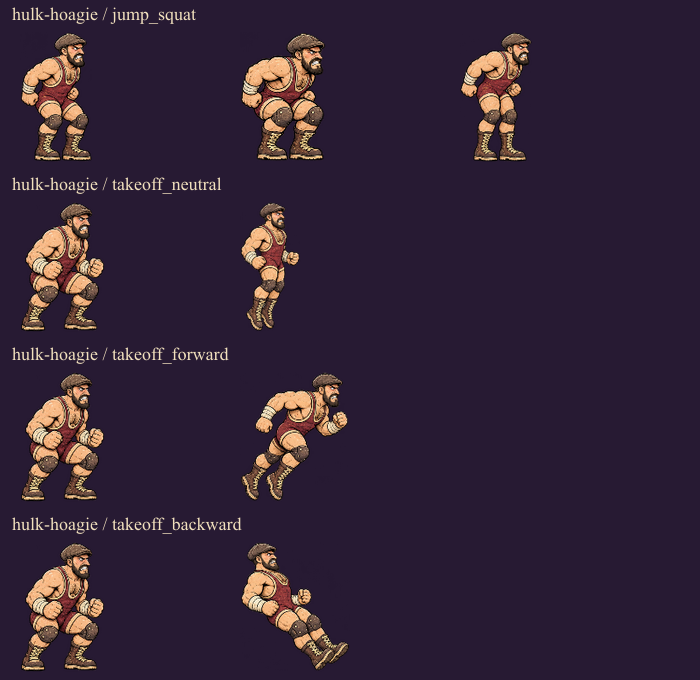 hulk-hoagie / jump_squat
hulk-hoagie / takeoff_neutral
hulk-hoagie / takeoff_forward
hulk-hoagie / takeoff_backward